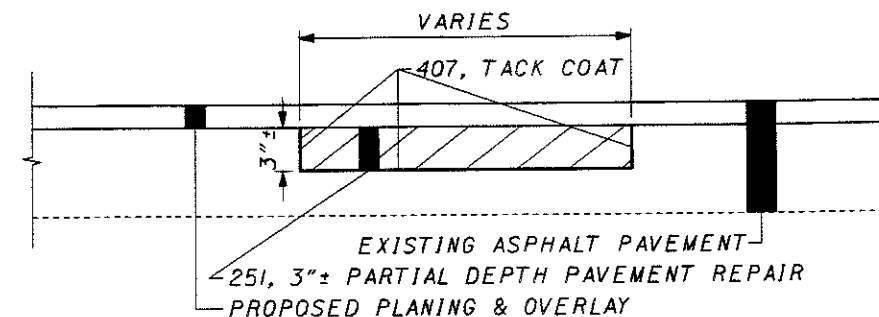 VARIES
407, TACK COAT
3"±
EXISTING ASPHALT PAVEMENT
251, 3"± PARTIAL DEPTH PAVEMENT REPAIR
PROPOSED PLANING & OVERLAY